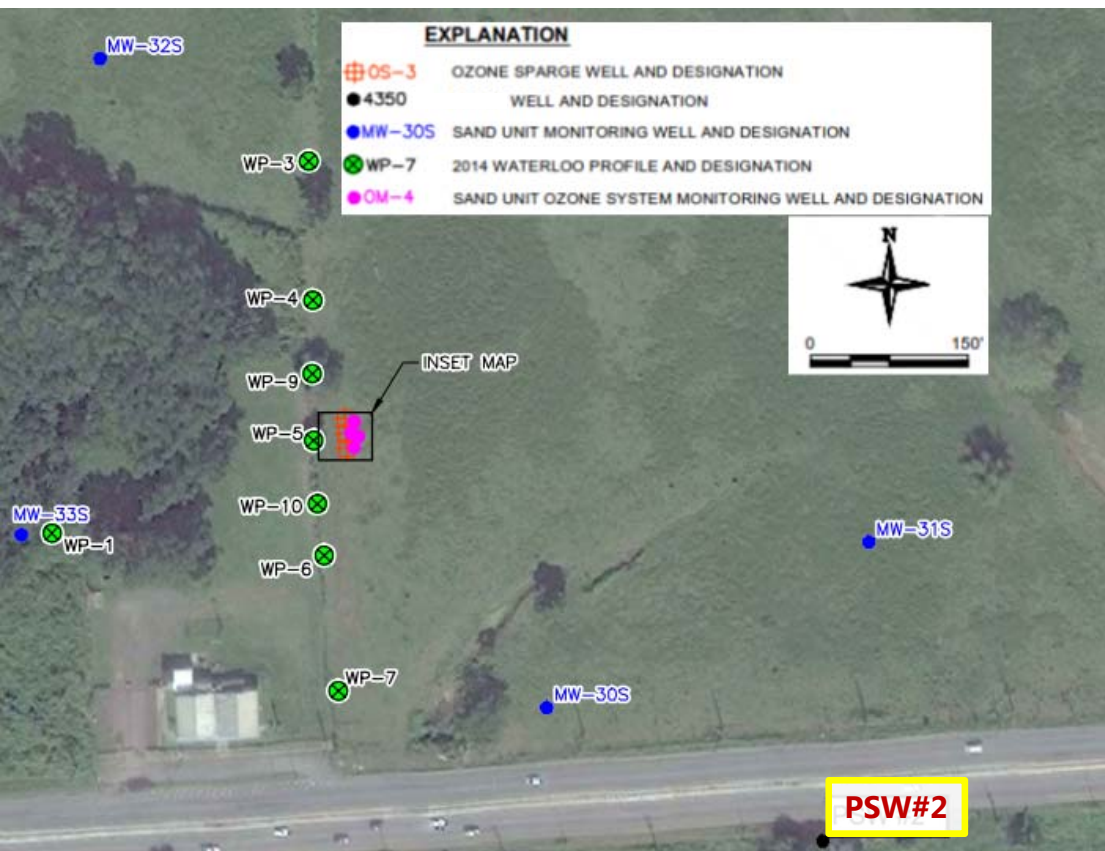 EXPLANATION
OS-3 OZONE SPARGE WELL AND DESIGNATION
4350 WELL AND DESIGNATION
MW-30S SAND UNIT MONITORING WELL AND DESIGNATION
WP-7 2014 WATERLOO PROFILE AND DESIGNATION
OM-4 SAND UNIT OZONE SYSTEM MONITORING WELL AND DESIGNATION
MW-32S
WP-3
N
0 150'
WP-4
INSET MAP
WP-9
WP-5
WP-10
MW-33S
WP-1
MW-31S
WP-6
WP-7
MW-30S
PSW#2